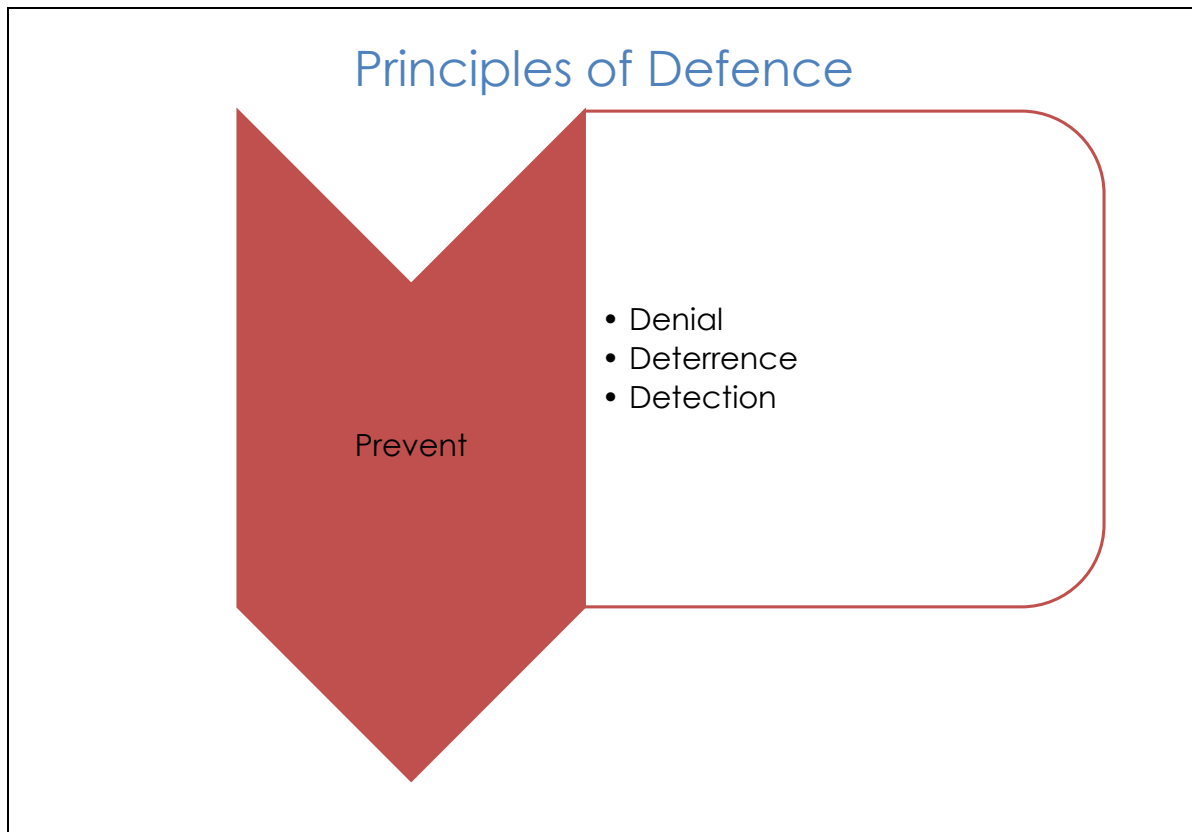 Principles of Defence
Prevent
• Denial
• Deterrence
• Detection